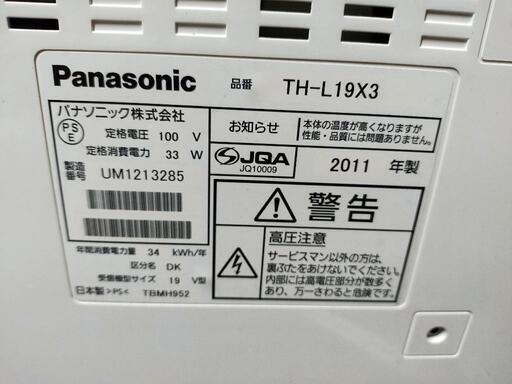 Panasonic 品番 TH-L19X3
パナソニック株式会社
PS
E
定格電圧 100 V
定格消費電力 33 W
製造
番号 UM1213285
年間消費電力量 34 kWh/年
区分名 DK
受信機型サイズ 19 V型
日本製 >PS< TBMH952
お知らせ
本体の温度が高くなりますが
性能・品質には問題ありません。
JQA
JQ10009
2011 年製
警告
高圧注意
サービスマン以外の方は、
裏ぶたをあけないでください。
内部には高電圧部分が数多く
あり、万一さわると危険です。